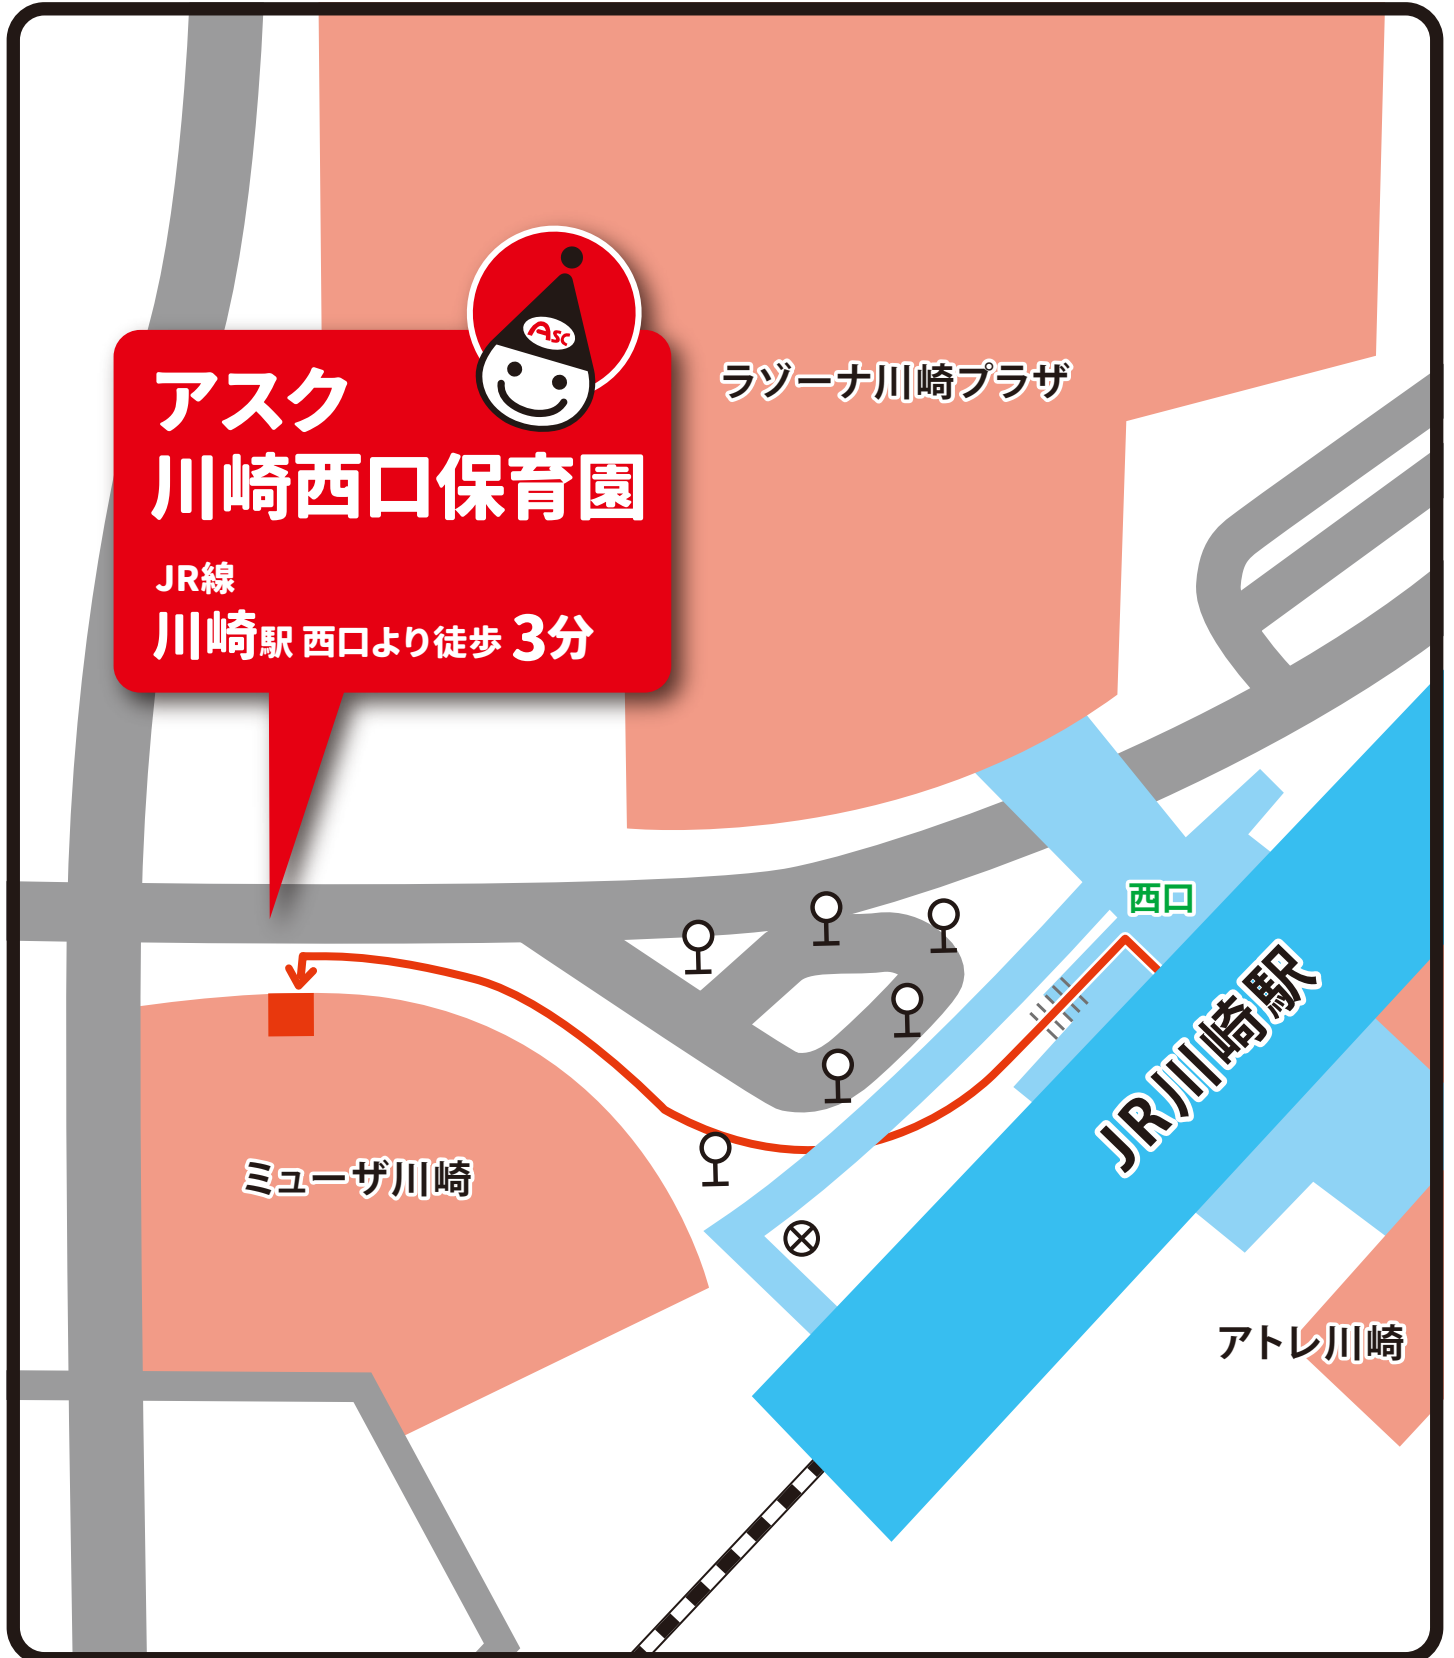 ASC
アスク
川崎西口保育園
JR線
川崎駅 西口より徒歩 3分
ラゾーナ川崎プラザ
西口
JR川崎駅
ミューザ川崎
アトレ川崎